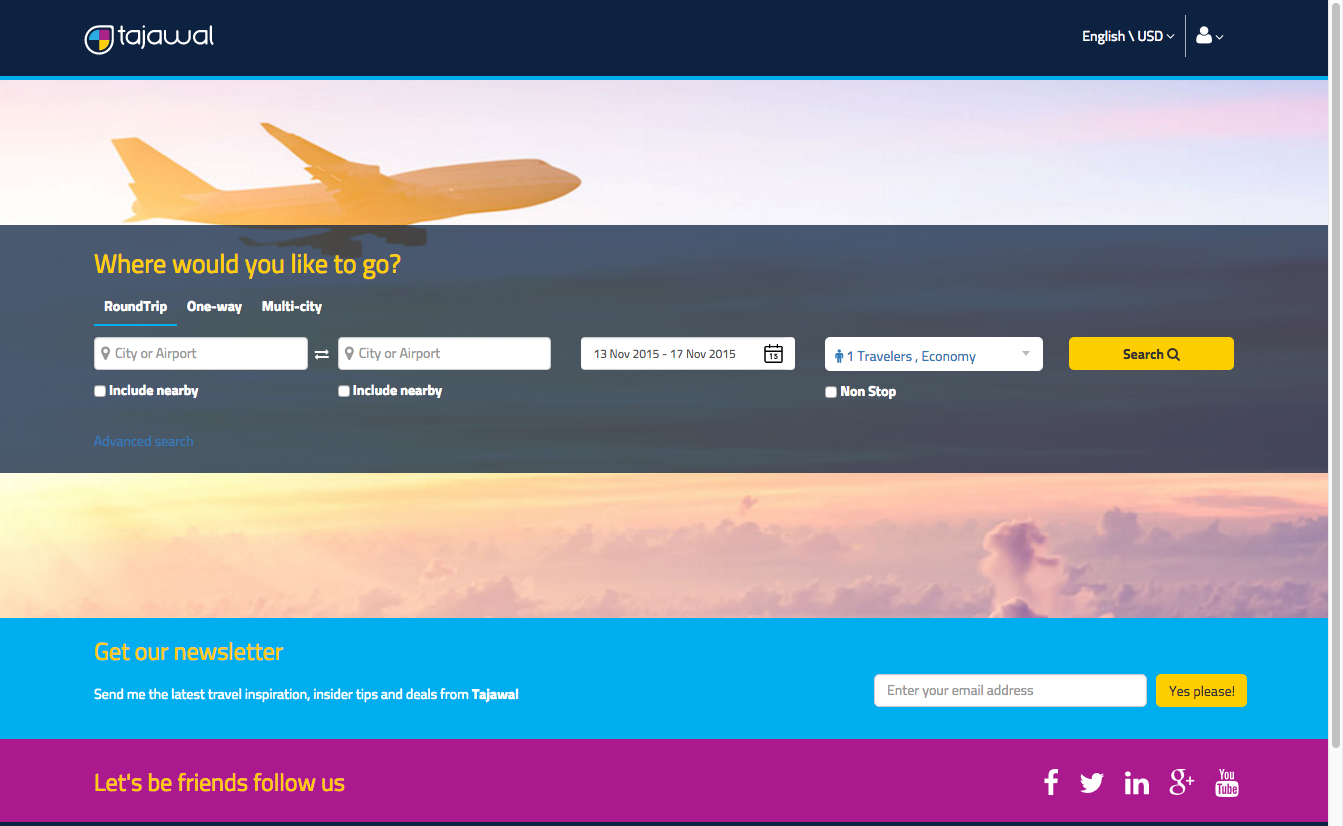 tajawal
English \ USD
Where would you like to go?
RoundTrip One-way Multi-city
City or Airport City or Airport 13 Nov 2015 - 17 Nov 2015 15 1 Travelers , Economy Search
Include nearby Include nearby Non Stop
Advanced search
Get our newsletter
Send me the latest travel inspiration, insider tips and deals from Tajawal
Enter your email address Yes please!
Let's be friends follow us
f in g+ You Tube